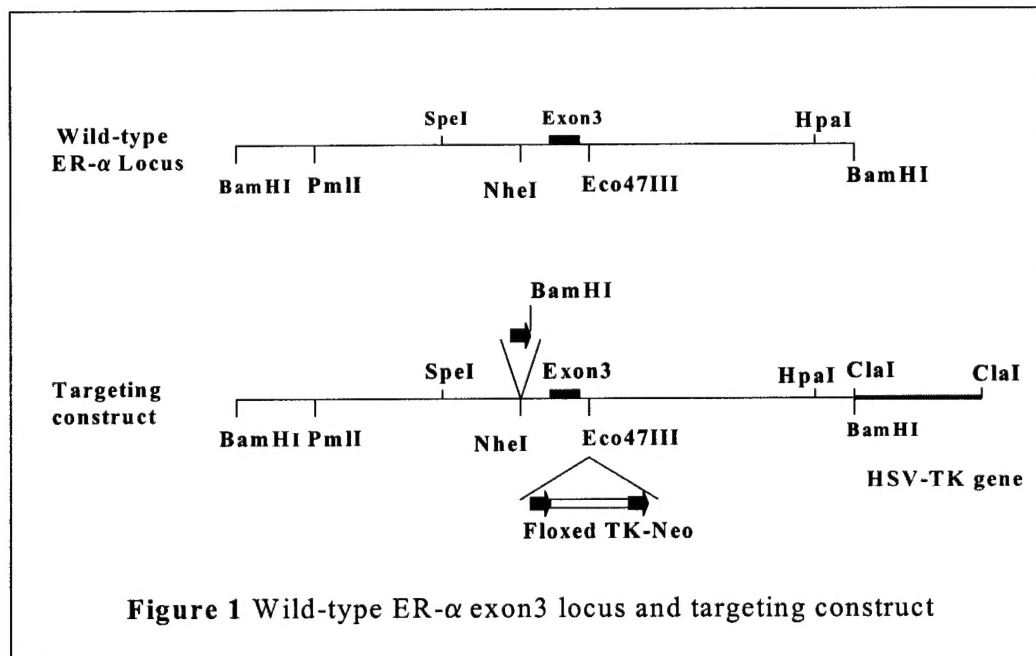 SpeI Exon3 HpaI
Wild-type
ER-α Locus
BamHI PmlI NheI Eco47III BamHI
BamHI
SpeI Exon3 HpaI ClaI ClaI
Targeting
construct
BamHI PmlI NheI Eco47III BamHI
HSV-TK gene
Floxed TK-Neo
Figure 1 Wild-type ER-α exon3 locus and targeting construct